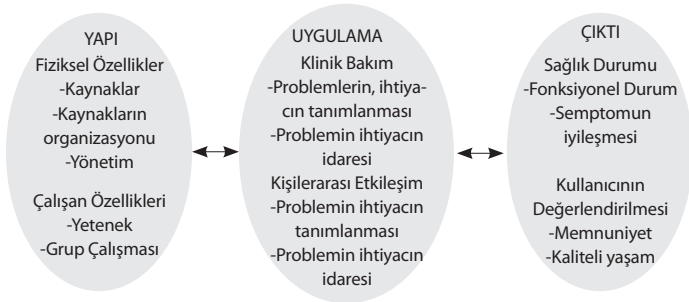 YAPI
Fiziksel Özellikler
-Kaynaklar
-Kaynakların
organizasyonu
-Yönetim
Çalışan Özellikleri
-Yetenek
-Grup Çalışması
UYGULAMA
Klinik Bakım
-Problemlerin, ihtiya-
cın tanımlanması
-Problemin ihtiyacın
idaresi
Kişilerarası Etkileşim
-Problemin ihtiyacın
tanımlanması
-Problemin ihtiyacın
idaresi
ÇIKTI
Sağlık Durumu
-Fonksiyonel Durum
-Semptomun
iyileşmesi
Kullanıcının
Değerlendirilmesi
-Memnuniyet
-Kaliteli yaşam